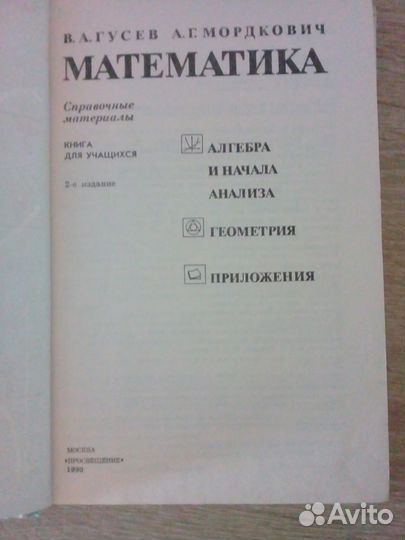 В. А. ГУСЕВ А. Г. МОРДКОВИЧ
МАТЕМАТИКА
Справочные
материалы
КНИГА
ДЛЯ УЧАЩИХСЯ
2-е издание
АЛГЕБРА
И НАЧАЛА
АНАЛИЗА
ГЕОМЕТРИЯ
ПРИЛОЖЕНИЯ
МОСКВА
«ПРОСВЕЩЕНИЕ»
1990
Avito